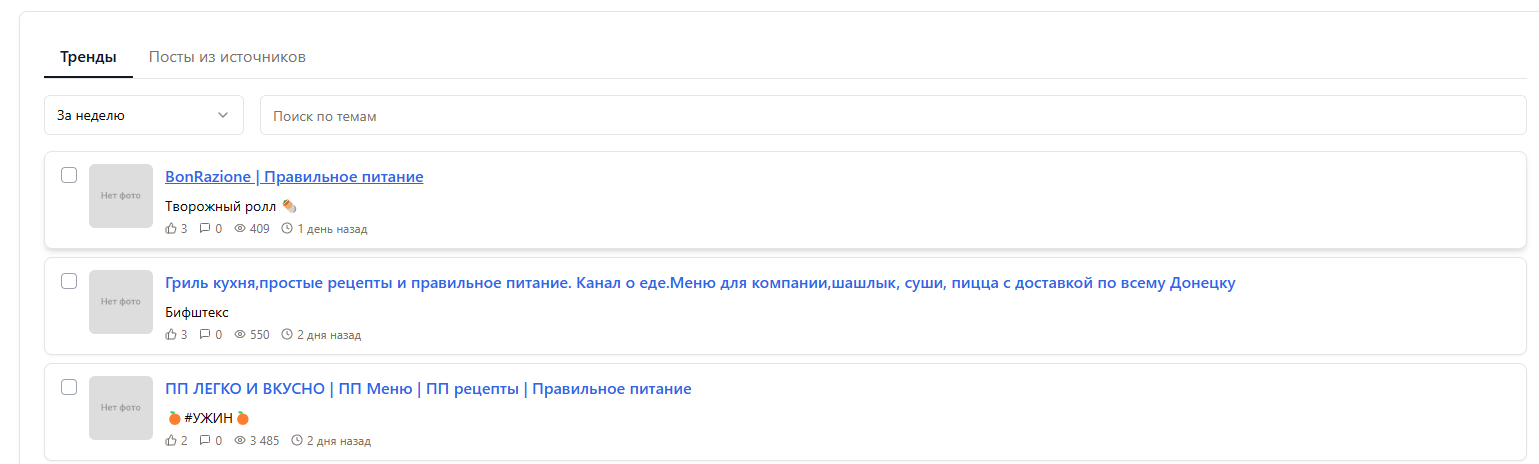 Тренды Посты из источников
За неделю Поиск по темам
BonRazione | Правильное питание
Нет фото
Творожный ролл 🌯
3 0 409 1 день назад
Гриль кухня,простые рецепты и правильное питание. Канал о еде.Меню для компании,шашлык, суши, пицца с доставкой по всему Донецку
Нет фото
Бифштекс
3 0 550 2 дня назад
ПП ЛЕГКО И ВКУСНО | ПП Меню | ПП рецепты | Правильное питание
Нет фото
🍊#УЖИН🍊
2 0 3 485 2 дня назад